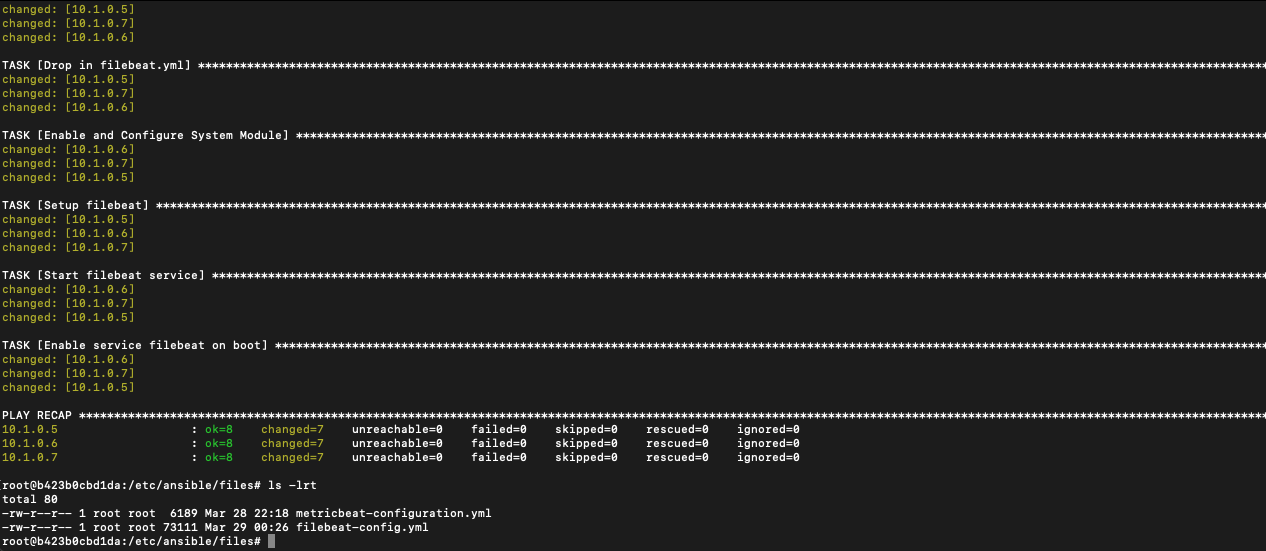 changed: [10.1.0.5]
changed: [10.1.0.7]
changed: [10.1.0.6]
TASK [Drop in filebeat.yml] ****************************************************************************************************************************************************
changed: [10.1.0.5]
changed: [10.1.0.7]
changed: [10.1.0.6]
TASK [Enable and Configure System Module] ******************************************************************************************************************************************
changed: [10.1.0.6]
changed: [10.1.0.7]
changed: [10.1.0.5]
TASK [Setup filebeat] **************************************************************************************************************************************************************
changed: [10.1.0.5]
changed: [10.1.0.6]
changed: [10.1.0.7]
TASK [Start filebeat service] ******************************************************************************************************************************************************
changed: [10.1.0.6]
changed: [10.1.0.7]
changed: [10.1.0.5]
TASK [Enable service filebeat on boot] *********************************************************************************************************************************************
changed: [10.1.0.6]
changed: [10.1.0.7]
changed: [10.1.0.5]
PLAY RECAP *************************************************************************************************************************************************************************
10.1.0.5                   : ok=8    changed=7    unreachable=0    failed=0    skipped=0    rescued=0    ignored=0
10.1.0.6                   : ok=8    changed=7    unreachable=0    failed=0    skipped=0    rescued=0    ignored=0
10.1.0.7                   : ok=8    changed=7    unreachable=0    failed=0    skipped=0    rescued=0    ignored=0
[root@b423b0cbd1da:/etc/ansible/files# ls -lrt
total 80
-rw-r--r-- 1 root root  6189 Mar 28 22:18 metricbeat-configuration.yml
-rw-r--r-- 1 root root 73111 Mar 29 00:26 filebeat-config.yml
root@b423b0cbd1da:/etc/ansible/files#